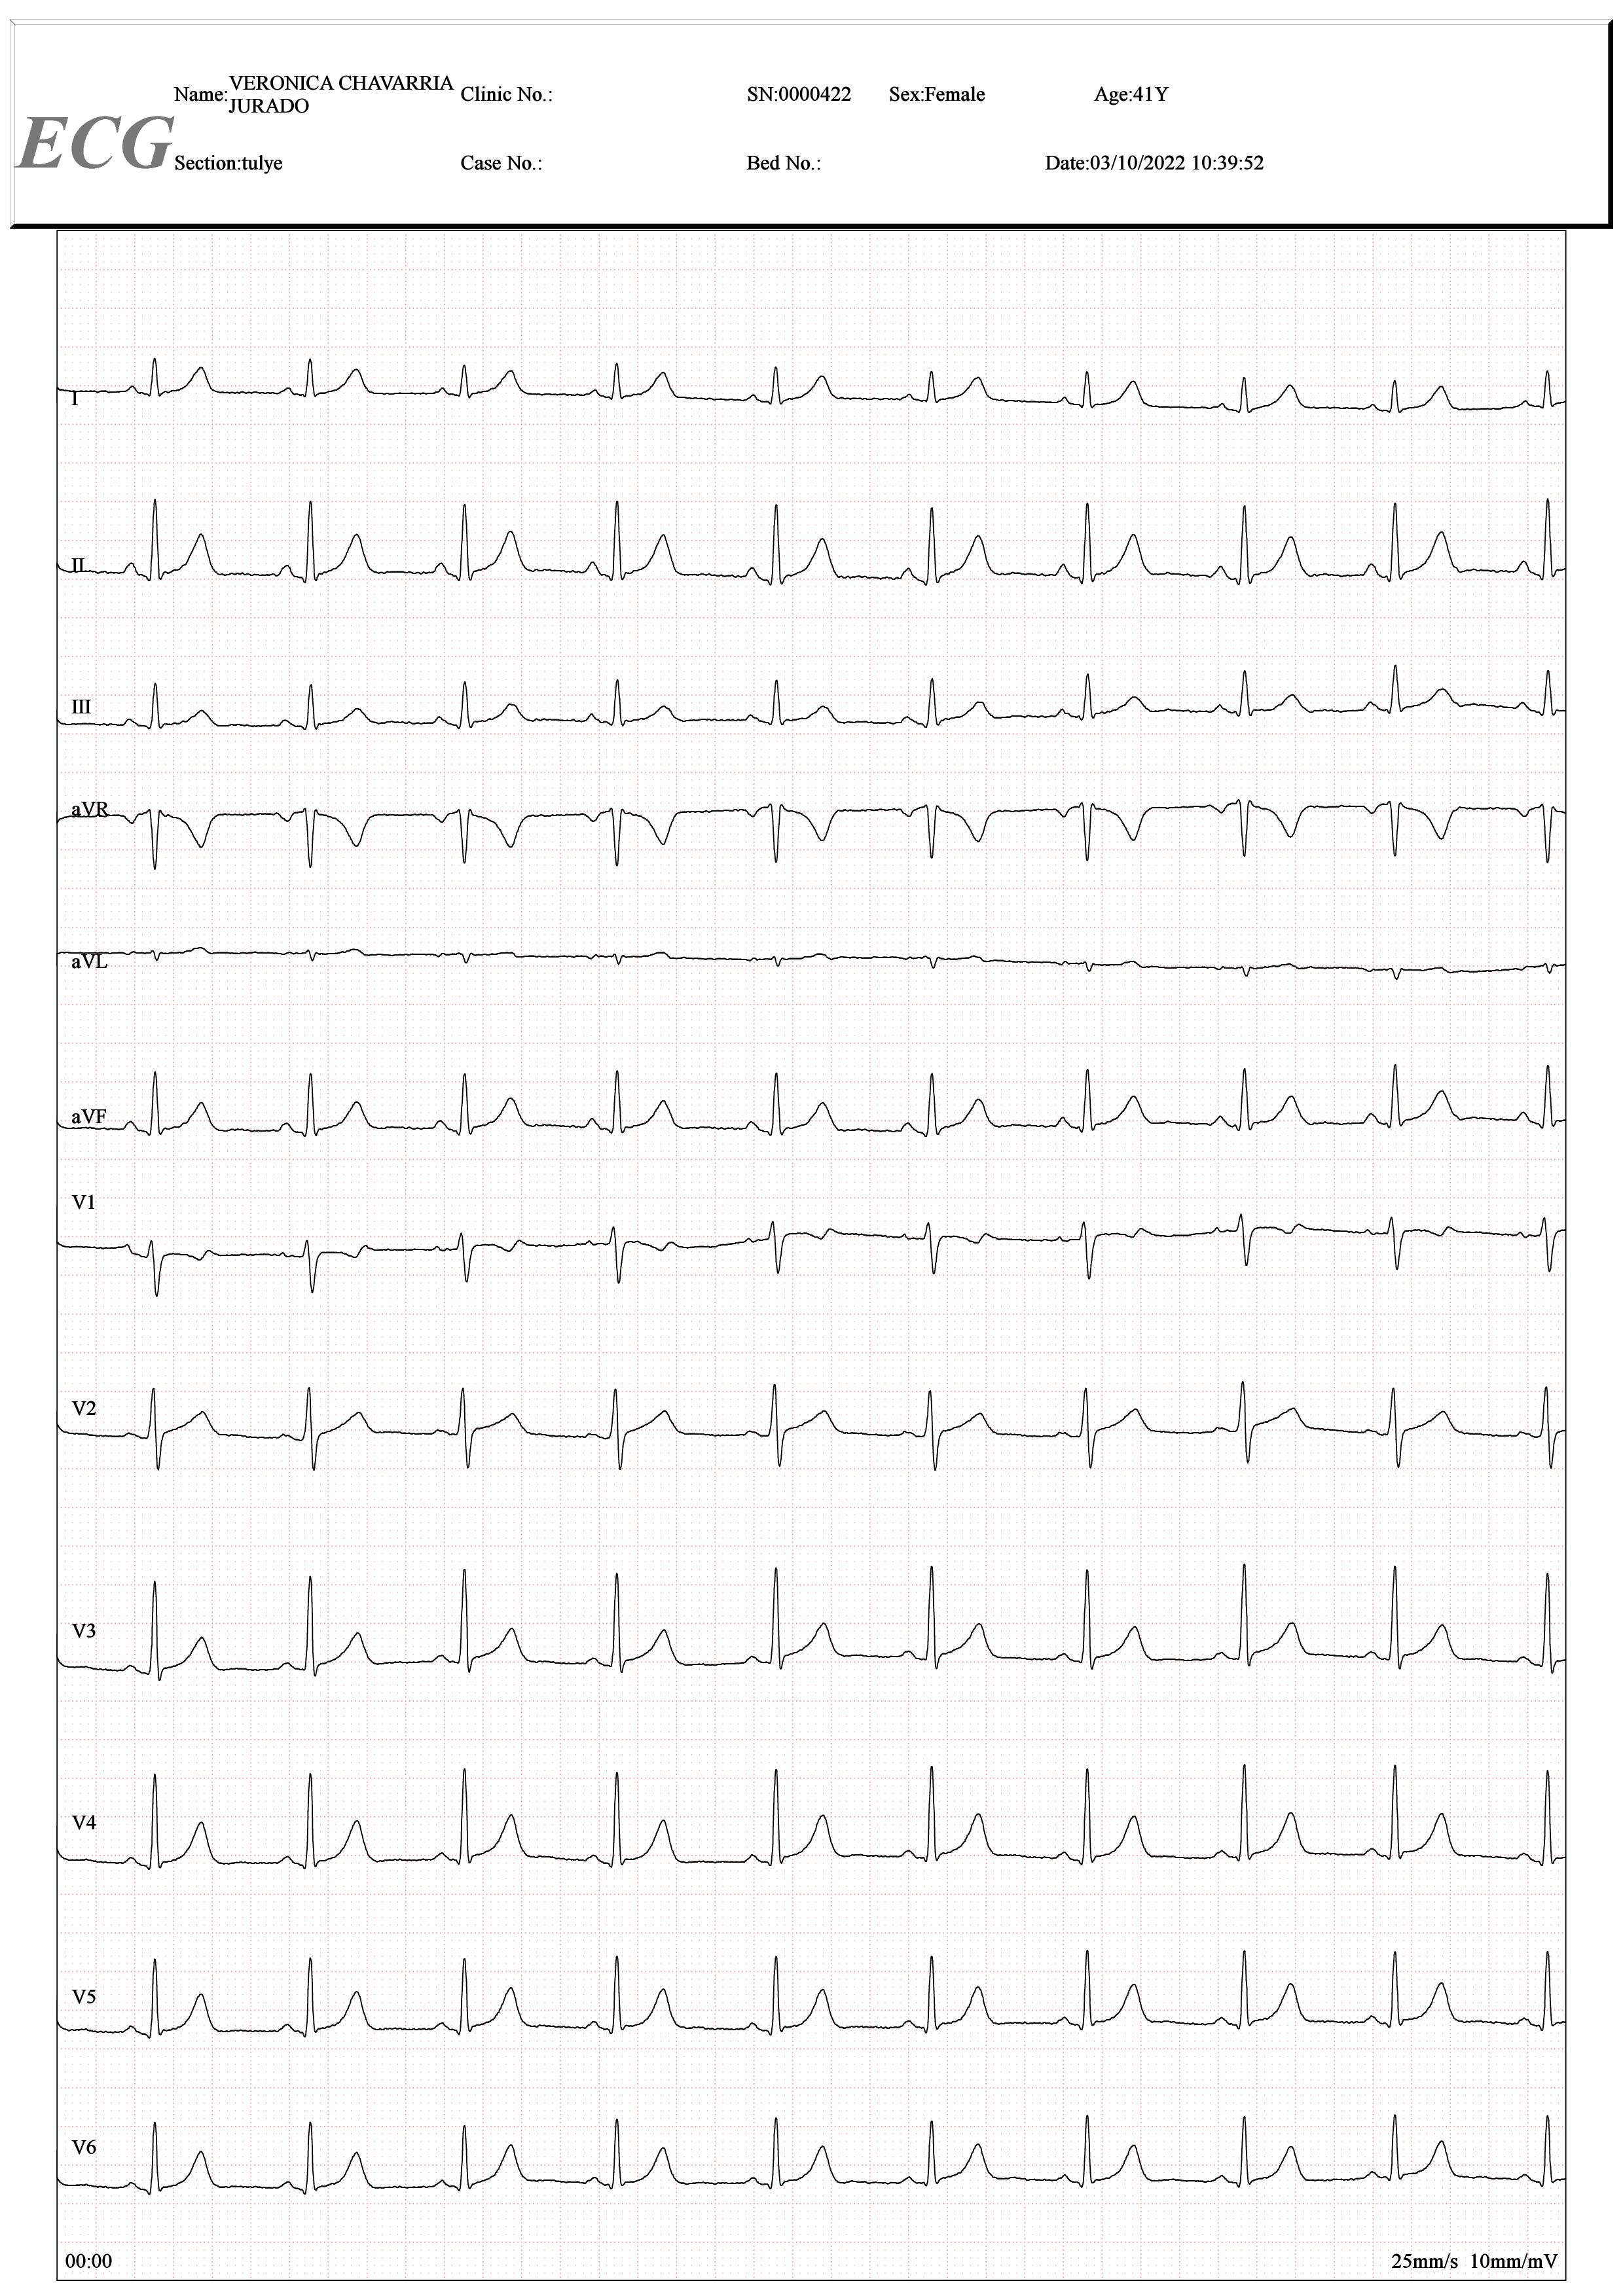 ECG
Name:VERONICA CHAVARRIA JURADO Clinic No.: SN:0000422 Sex:Female Age:41Y
Section:tulye Case No.: Bed No.: Date:03/10/2022 10:39:52
I
II
III
aVR
aVL
aVF
V1
V2
V3
V4
V5
V6
00:00 25mm/s 10mm/mV